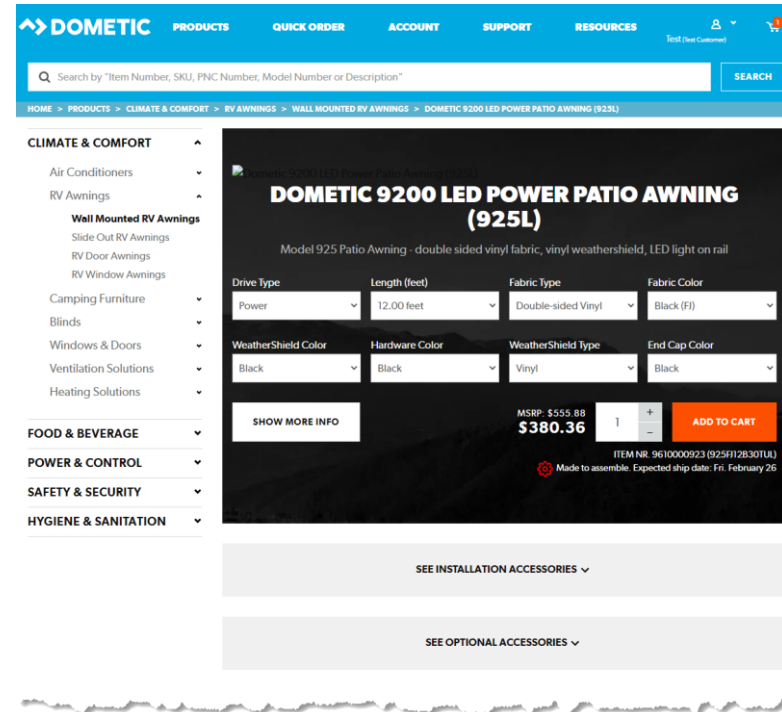 DOMETIC
PRODUCTS
QUICK ORDER
ACCOUNT
SUPPORT
RESOURCES
1
Test (Test Customer)
Search by "Item Number, SKU, PNC Number, Model Number or Description"
SEARCH
HOME > PRODUCTS > CLIMATE & COMFORT > RV AWNINGS > WALL MOUNTED RV AWNINGS > DOMETIC 9200 LED POWER PATIO AWNING (925L)
CLIMATE & COMFORT
Air Conditioners
RV Awnings
Wall Mounted RV Awnings
Slide Out RV Awnings
RV Door Awnings
RV Window Awnings
Camping Furniture
Blinds
Windows & Doors
Ventilation Solutions
Heating Solutions
FOOD & BEVERAGE
POWER & CONTROL
SAFETY & SECURITY
HYGIENE & SANITATION
Dometic 9200 LED Power Patio Awning (925L)
DOMETIC 9200 LED POWER PATIO AWNING
(925L)
Model 925 Patio Awning - double sided vinyl fabric, vinyl weathershield, LED light on rail
Drive Type
Length (feet)
Fabric Type
Fabric Color
Power
12.00 feet
Double-sided Vinyl
Black (FJ)
WeatherShield Color
Hardware Color
WeatherShield Type
End Cap Color
Black
Black
Vinyl
Black
SHOW MORE INFO
MSRP: $555.88
$380.36
1
+
−
ADD TO CART
ITEM NR. 9610000923 (925FJ12B30TUL)
Made to assemble. Expected ship date: Fri. February 26
SEE INSTALLATION ACCESSORIES
SEE OPTIONAL ACCESSORIES